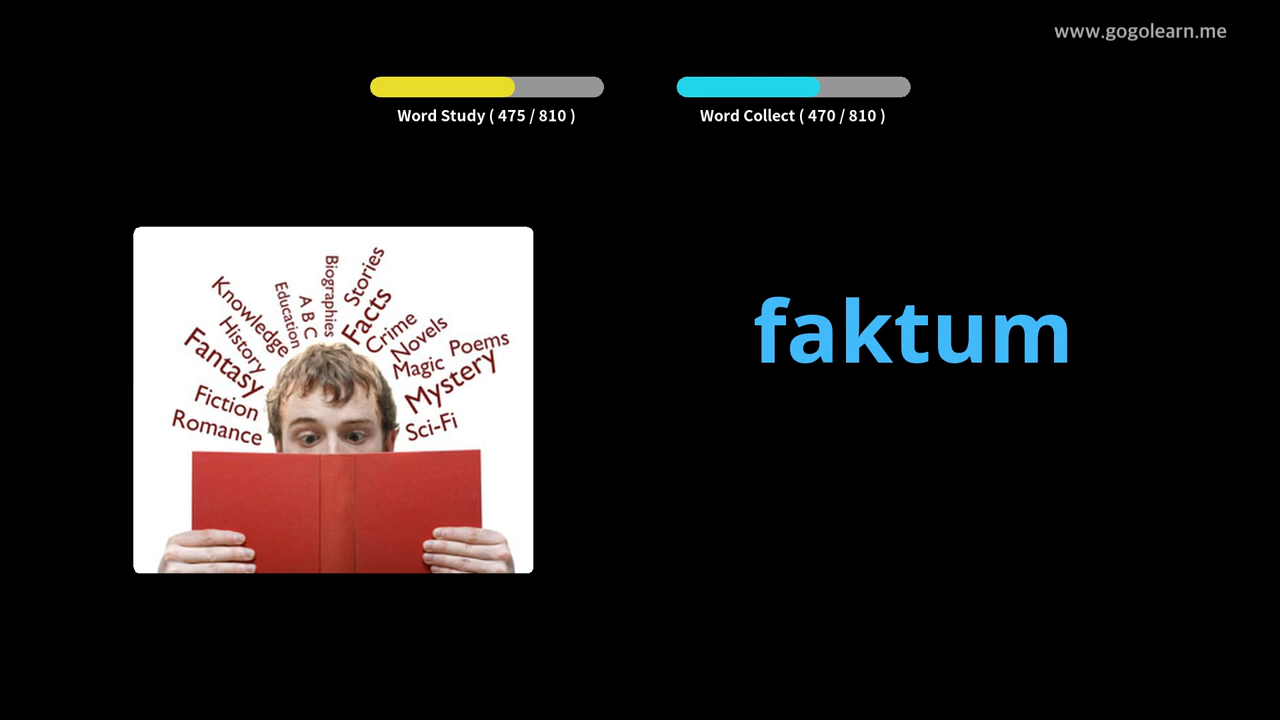 www.gogolearn.me
Word Study ( 475 / 810 )
Word Collect ( 470 / 810 )
faktum
Knowledge
Education
A B C
Biographies
Stories
Facts
Crime
Novels
Poems
Magic
Mystery
Sci-Fi
History
Fantasy
Fiction
Romance